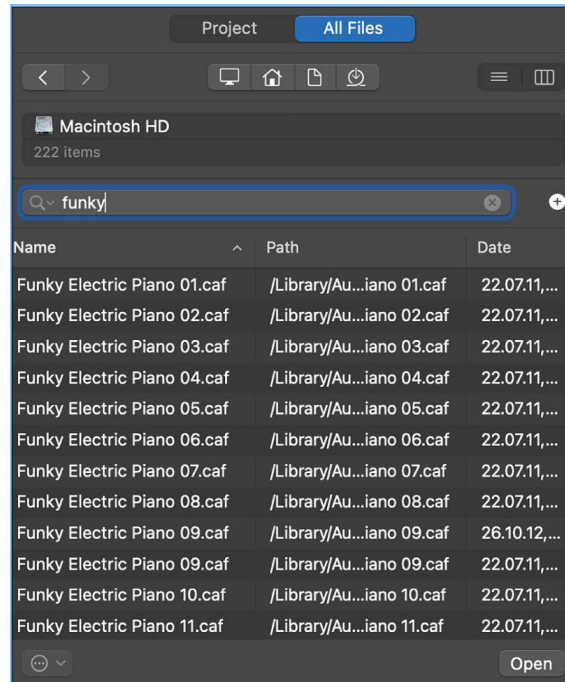 Project All Files
Macintosh HD
222 items
funky
Name Path Date
Funky Electric Piano 01.caf /Library/Au...iano 01.caf 22.07.11,...
Funky Electric Piano 02.caf /Library/Au...iano 02.caf 22.07.11,...
Funky Electric Piano 03.caf /Library/Au...iano 03.caf 22.07.11,...
Funky Electric Piano 04.caf /Library/Au...iano 04.caf 22.07.11,...
Funky Electric Piano 05.caf /Library/Au...iano 05.caf 22.07.11,...
Funky Electric Piano 06.caf /Library/Au...iano 06.caf 22.07.11,...
Funky Electric Piano 07.caf /Library/Au...iano 07.caf 22.07.11,...
Funky Electric Piano 08.caf /Library/Au...iano 08.caf 22.07.11,...
Funky Electric Piano 09.caf /Library/Au...iano 09.caf 26.10.12,...
Funky Electric Piano 09.caf /Library/Au...iano 09.caf 22.07.11,...
Funky Electric Piano 10.caf /Library/Au...iano 10.caf 22.07.11,...
Funky Electric Piano 11.caf /Library/Au...iano 11.caf 22.07.11,...
Open